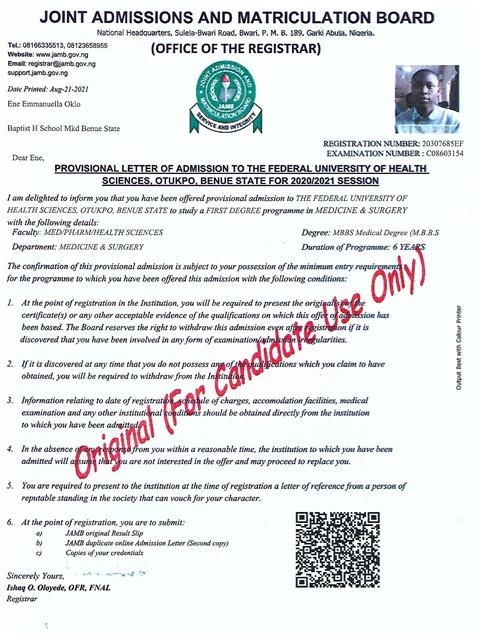 JOINT ADMISSIONS AND MATRICULATION BOARD
National Headquarters, Suleja-Bwari Road, Bwari, P. M. B. 189, Garki Abuja, Nigeria.
(OFFICE OF THE REGISTRAR)
Tel.: 08166335513, 08123658955
Website: www.jamb.gov.ng
Email: registrar@jamb.gov.ng
support.jamb.gov.ng
Date Printed: Aug-21-2021
Ene Emmanuella Oklo
Baptist H School Mkd Benue State
JOINT ADMISSIONS AND MATRICULATION BOARD
JAMB
SERVICE AND INTEGRITY
REGISTRATION NUMBER: 20307685EF
EXAMINATION NUMBER : C08603154
Dear Ene,
PROVISIONAL LETTER OF ADMISSION TO THE FEDERAL UNIVERSITY OF HEALTH
SCIENCES, OTUKPO, BENUE STATE FOR 2020/2021 SESSION
I am delighted to inform you that you have been offered provisional admission to THE FEDERAL UNIVERSITY OF
HEALTH SCIENCES, OTUKPO, BENUE STATE to study a FIRST DEGREE programme in MEDICINE & SURGERY
with the following details:
Faculty: MED/PHARM/HEALTH SCIENCES
Degree: MBBS Medical Degree (M.B.B.S
Department: MEDICINE & SURGERY
Duration of Programme: 6 YEARS
The confirmation of this provisional admission is subject to your possession of the minimum entry requirements
for the programme to which you have been offered this admission with the following conditions:
1. At the point of registration in the Institution, you will be required to present the original(s) of the
certificate(s) or any other acceptable evidence of the qualifications on which this offer of admission has
been based. The Board reserves the right to withdraw this admission even after registration if it is
discovered that you have been involved in any form of examination/admission irregularities.
2. If it is discovered at any time that you do not possess any of the qualifications which you claim to have
obtained, you will be required to withdraw from the Institution.
3. Information relating to date of registration, schedule of charges, accomodation facilities, medical
examination and any other institutional conditions should be obtained directly from the institution
to which you have been admitted.
4. In the absence of any response from you within a reasonable time, the institution to which you have been
admitted will assume that you are not interested in the offer and may proceed to replace you.
5. You are required to present to the institution at the time of registration a letter of reference from a person of
reputable standing in the society that can vouch for your character.
6. At the point of registration, you are to submit:
a) JAMB original Result Slip
b) JAMB duplicate online Admission Letter (Second copy)
c) Copies of your credentials
Original (For Candidate Use Only)
Output Best with Colour Printer
Sincerely Yours,
Ishaq O. Oloyede, OFR, FNAL
Registrar